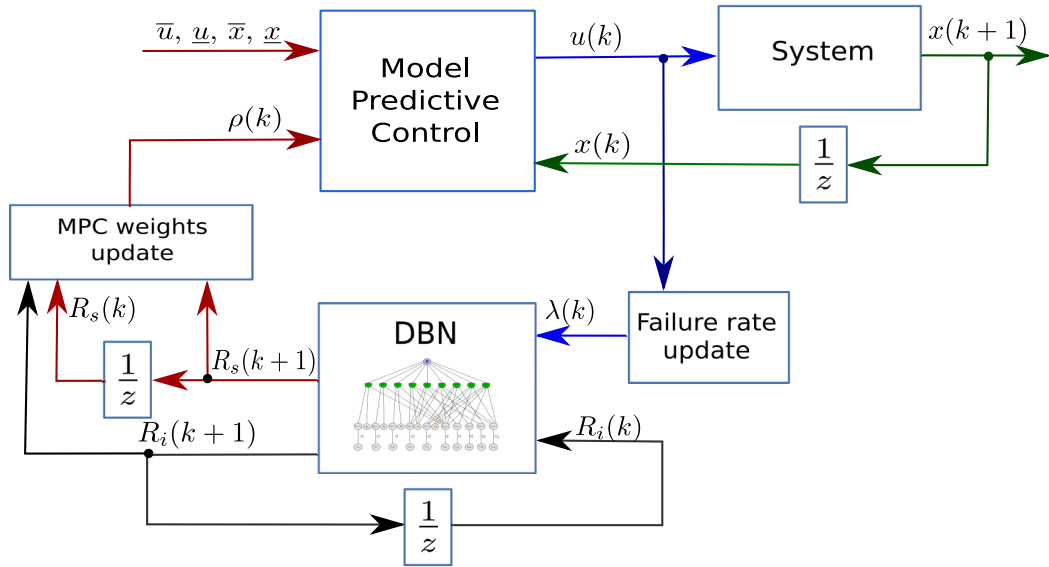 u̅, u̲, x̅, x̲
Model
Predictive
Control
u(k)
System
x(k+1)
ρ(k)
x(k)
1/z
MPC weights
update
R_s(k)
DBN
λ(k)
Failure rate
update
1/z
R_s(k+1)
R_i(k+1)
R_i(k)
1/z